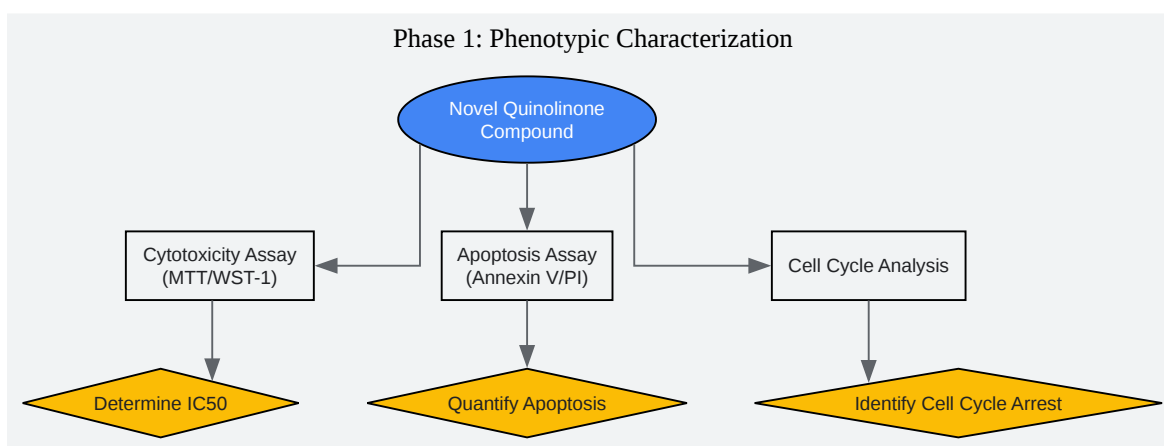 Phase 1: Phenotypic Characterization
Novel Quinolinone
Compound
Cytotoxicity Assay
(MTT/WST-1)
Apoptosis Assay
(Annexin V/PI)
Cell Cycle Analysis
Determine IC50
Quantify Apoptosis
Identify Cell Cycle Arrest